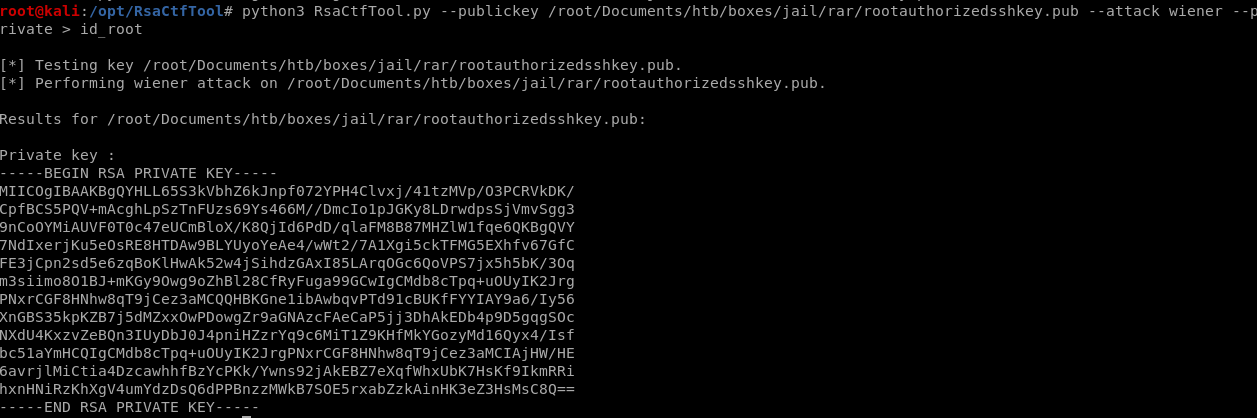 root@kali:/opt/RsaCtfTool# python3 RsaCtfTool.py --publickey /root/Documents/htb/boxes/jail/rar/rootauthorizedsshkey.pub --attack wiener --p
rivate > id_root
[*] Testing key /root/Documents/htb/boxes/jail/rar/rootauthorizedsshkey.pub.
[*] Performing wiener attack on /root/Documents/htb/boxes/jail/rar/rootauthorizedsshkey.pub.
Results for /root/Documents/htb/boxes/jail/rar/rootauthorizedsshkey.pub:
Private key :
-----BEGIN RSA PRIVATE KEY-----
MIICOgIBAAKBgQYHLL65S3kVbhZ6kJnpf072YPH4Clvxj/41tzMVp/O3PCRVkDK/
CpfBCS5PQV+mAcghLpSzTnFUzs69Ys466M//DmcIo1pJGKy8LDrwdpsSjVmvSgg3
9nCoOYMiAUVF0T0c47eUCmBloX/K8QjId6PdD/qlaFM8B87MHZlW1fqe6QKBgQVY
7NdIxerjKu5eOsRE8HTDAw9BLYUyoYeAe4/wWt2/7A1Xgi5ckTFMG5EXhfv67GfC
FE3jCpn2sd5e6zqBoKlHwAk52w4jSihdzGAxI85LArqOGc6QoVPS7jx5h5bK/3Oq
m3siimo8O1BJ+mKGy9Owg9oZhBl28CfRyFuga99GCwIgCMdb8cTpq+uOUyIK2Jrg
PNxrCGF8HNhw8qT9jCez3aMCQQHBKGne1ibAwbqvPTd91cBUKfFYYIAY9a6/Iy56
XnGBS35kpKZB7j5dMZxxOwPDowgZr9aGNAzcFAeCaP5jj3DhAkEDb4p9D5gqgSOc
NXdU4KxzvZeBQn3IUyDbJ0J4pniHZzrYq9c6MiT1Z9KHfMkYGozyMd16Qyx4/Isf
bc51aYmHCQIgCMdb8cTpq+uOUyIK2JrgPNxrCGF8HNhw8qT9jCez3aMCIAjHW/HE
6avrjlMiCtia4DzcawhhfBzYcPKk/Ywns92jAkEBZ7eXqfWhxUbK7HsKf9IkmRRi
hxnHNiRzKhXgV4umYdzDsQ6dPPBnzzMWkB7SOE5rxabZzkAinHK3eZ3HsMsC8Q==
-----END RSA PRIVATE KEY-----